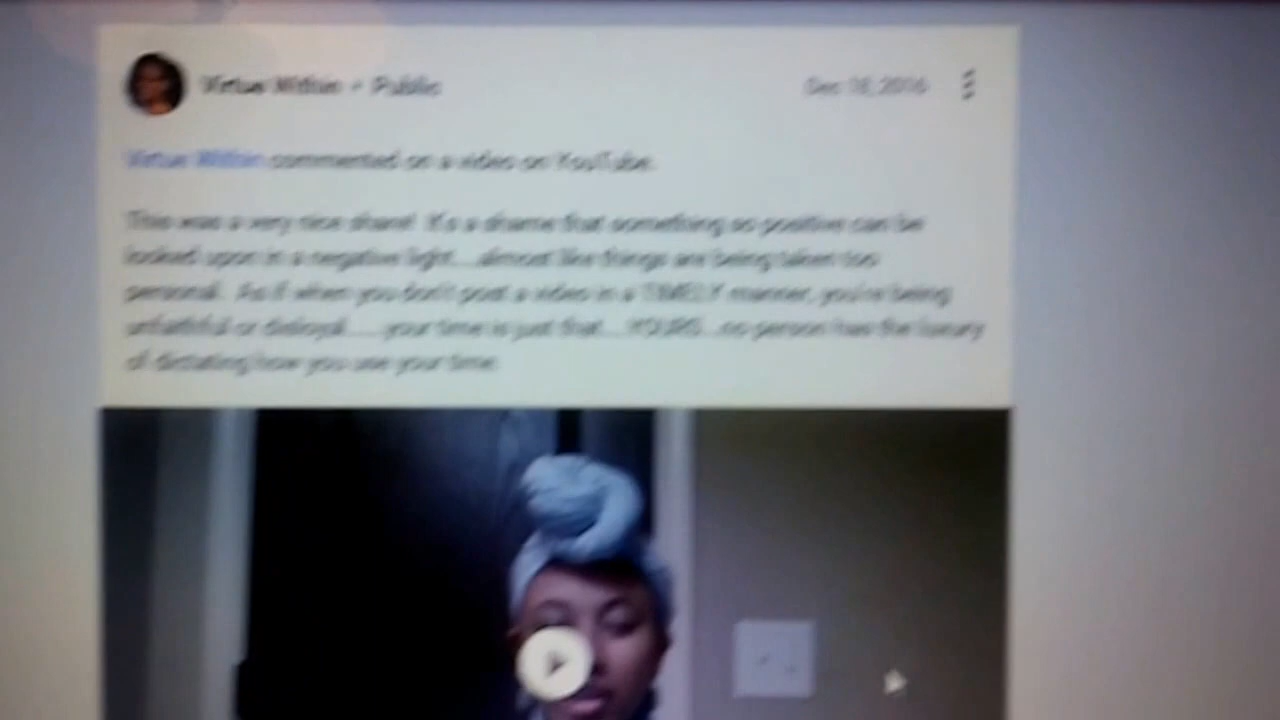 Virtue Within • Public
Dec 18, 2016
Virtue Within commented on a video on YouTube.
This was a very nice share! It's a shame that something so positive can be
looked upon in a negative light....almost like things are being taken too
personal. As if when you don't post a video in a TIMELY manner, you're being
unfaithful or disloyal......your time is just that....YOURS...no person has the luxury
of dictating how you use your time.